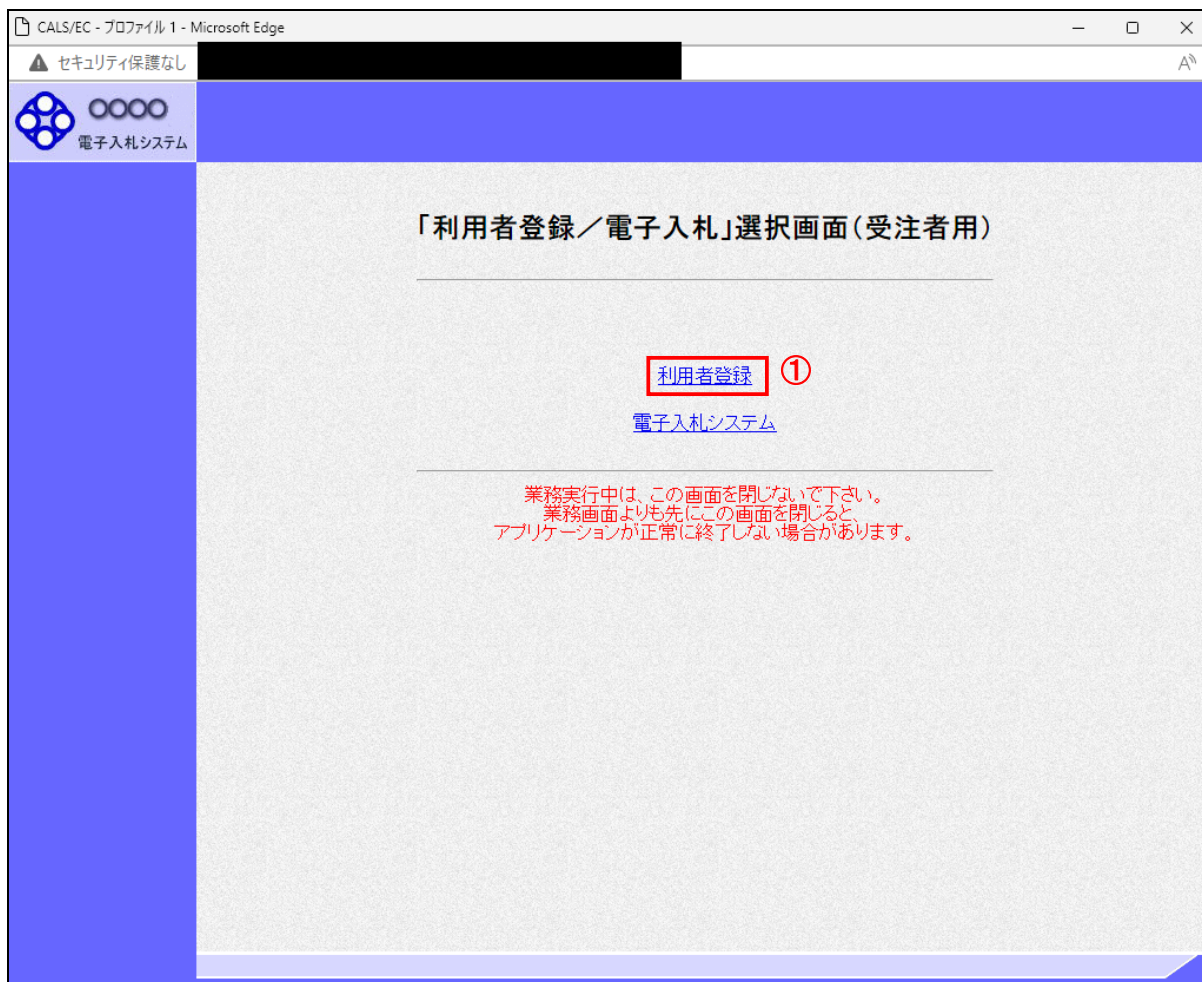 CALS/EC - プロファイル 1 - Microsoft Edge
セキュリティ保護なし
○○○○
電子入札システム
「利用者登録／電子入札」選択画面(受注者用)
利用者登録 ①
電子入札システム
業務実行中は、この画面を閉じないで下さい。
業務画面よりも先にこの画面を閉じると、
アプリケーションが正常に終了しない場合があります。